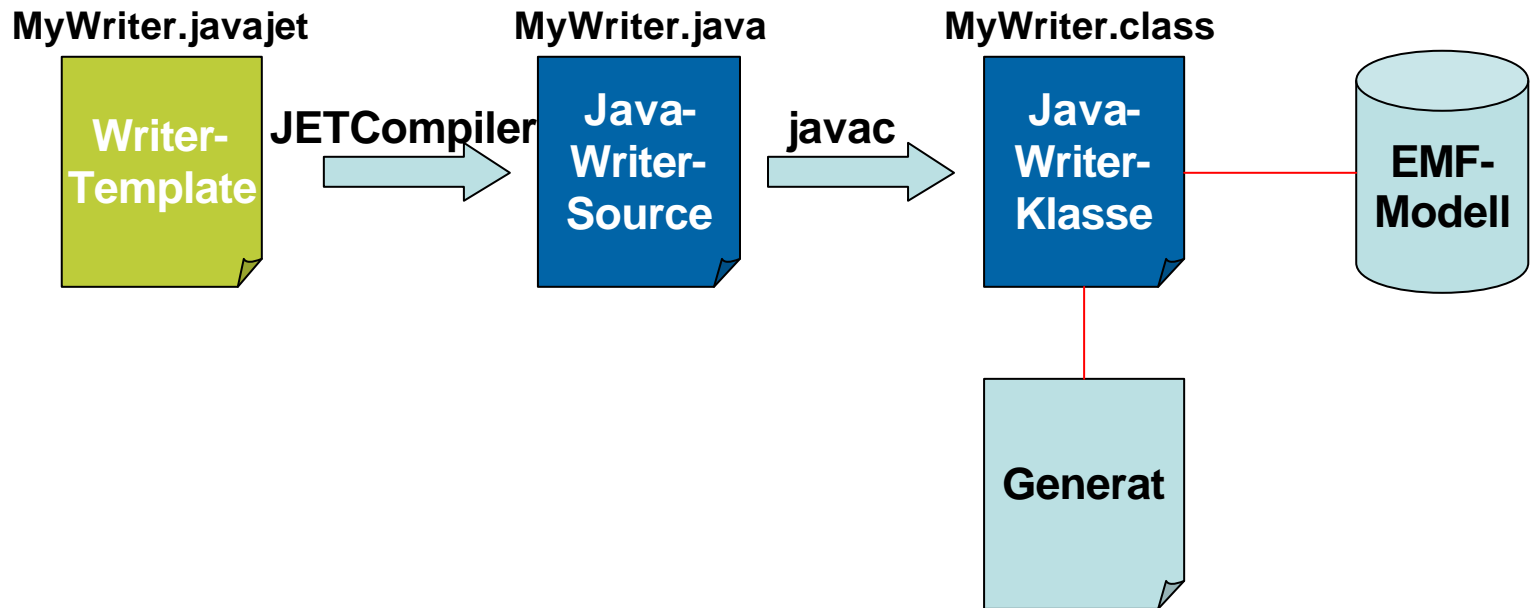 MyWriter.javajet
MyWriter.java
MyWriter.class
Writer-
Template
JETCompiler
Java-
Writer-
Source
javac
Java-
Writer-
Klasse
EMF-
Modell
Generat